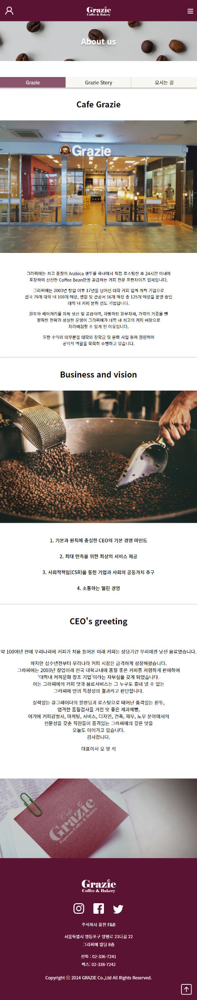 Grazie
Coffee & Bakery
About us
Grazie
Grazie Story
오시는 길
Cafe Grazie
Grazie
그라찌에는 최고 품질의 Arabica 생두를 국내에서 직접 로스팅한 후 24시간 이내에
포장하여 신선한 Coffee Bean만을 공급하는 커피 전문 프랜차이즈 업체입니다.
그라찌에는 2003년 창업 이후 17년을 넘어선 대학 커피 업계 개척 기업으로
전국 79개 대학 내 109개 매장, 병원 및 관공서 16개 매장 총 125개 매장을 운영 중인
대학 내 커피 문화 선도 기업입니다.
원두와 베이커리를 자체 생산 및 공급하며, 차별화된 원부자재, 가격의 거품을 뺀
정직한 전략과 성실한 운영이 그라찌에가 대학 내 최고의 커피 매장으로
자리매김할 수 있게 된 이유입니다.
또한 수익의 대부분을 대학의 장학금 및 문화 사업 등에 환원하여
공익적 역할을 묵묵히 수행하고 있습니다.
Business and vision
1. 기본과 원칙에 충실한 CEO의 기본 경영 마인드
2. 최대 만족을 위한 최상의 서비스 제공
3. 사회적책임(CSR)을 통한 기업과 사회의 공동가치 추구
4. 소통하는 열린 경영
CEO's greeting
약 100여년 전에 우리나라에 커피가 처음 들어온 이래 커피는 상당기간 우리에겐 낯선 음료였습니다.
하지만 십수년전부터 우리나라 커피 시장은 급격하게 성장해왔습니다.
그라찌에는 2003년 창업이래 전국 대학교내에 품질 좋은 커피를 저렴하게 판매하여
‘대학내 커피문화 창조 기업’이라는 자부심을 갖게 되었습니다.
이는 그라찌에의 커피 맛과 음료서비스는 그 누구도 흉내 낼 수 없는
그라찌에 만의 독창성의 결과라고 판단합니다.
실력있는 큐그레이더의 블렌딩과 로스팅으로 태어난 품격있는 원두,
엄격한 품질검사를 거친 맛 좋은 제과제빵,
여기에 커피감별사, 마케팅, 서비스, 디자인, 건축, 재무, 노무 분야에서의
전문성을 갖춘 직원들이 품격있는 그라찌에의 깊은 맛을
오늘도 이어가고 있습니다.
감사합니다.
대표이사 오 영 석
Cafe
Grazie
Espresso Coffee & Bakery
Grazie
Coffee & Bakery
주식회사 풍전 F&B
서울특별시 영등포구 양평로 21다길 22
그라찌에 빌딩 8층
전화 : 02-336-7241
팩스: 02-338-7242
Copyright ⓒ 2014 GRAZIE Co.,Ltd All Rights Reserved.